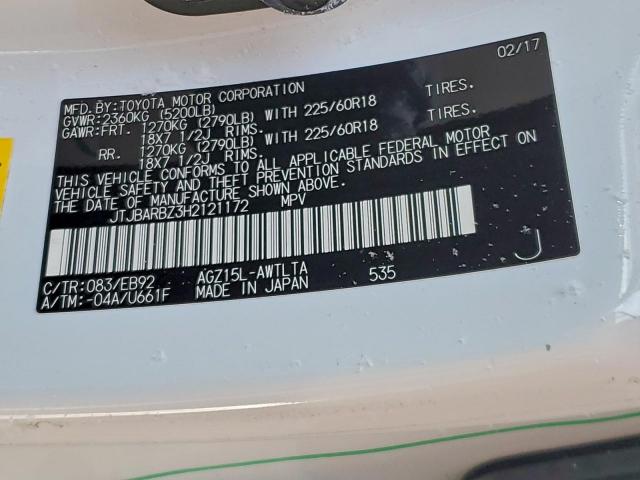 02/17
MFD.BY:TOYOTA MOTOR CORPORATION
GVWR:2360KG (5200LB)
GAWR:FRT. 1270KG (2790LB) WITH 225/60R18 TIRES.
18X7 1/2J RIMS.
RR. 1270KG (2790LB) WITH 225/60R18 TIRES.
18X7 1/2J RIMS.
THIS VEHICLE CONFORMS TO ALL APPLICABLE FEDERAL MOTOR
VEHICLE SAFETY AND THEFT PREVENTION STANDARDS IN EFFECT ON
THE DATE OF MANUFACTURE SHOWN ABOVE.
JTJBARBZ3H2121172 MPV
J
C/TR:083/EB92 AGZ15L-AWTLTA 535
A/TM:-04A/U661F MADE IN JAPAN